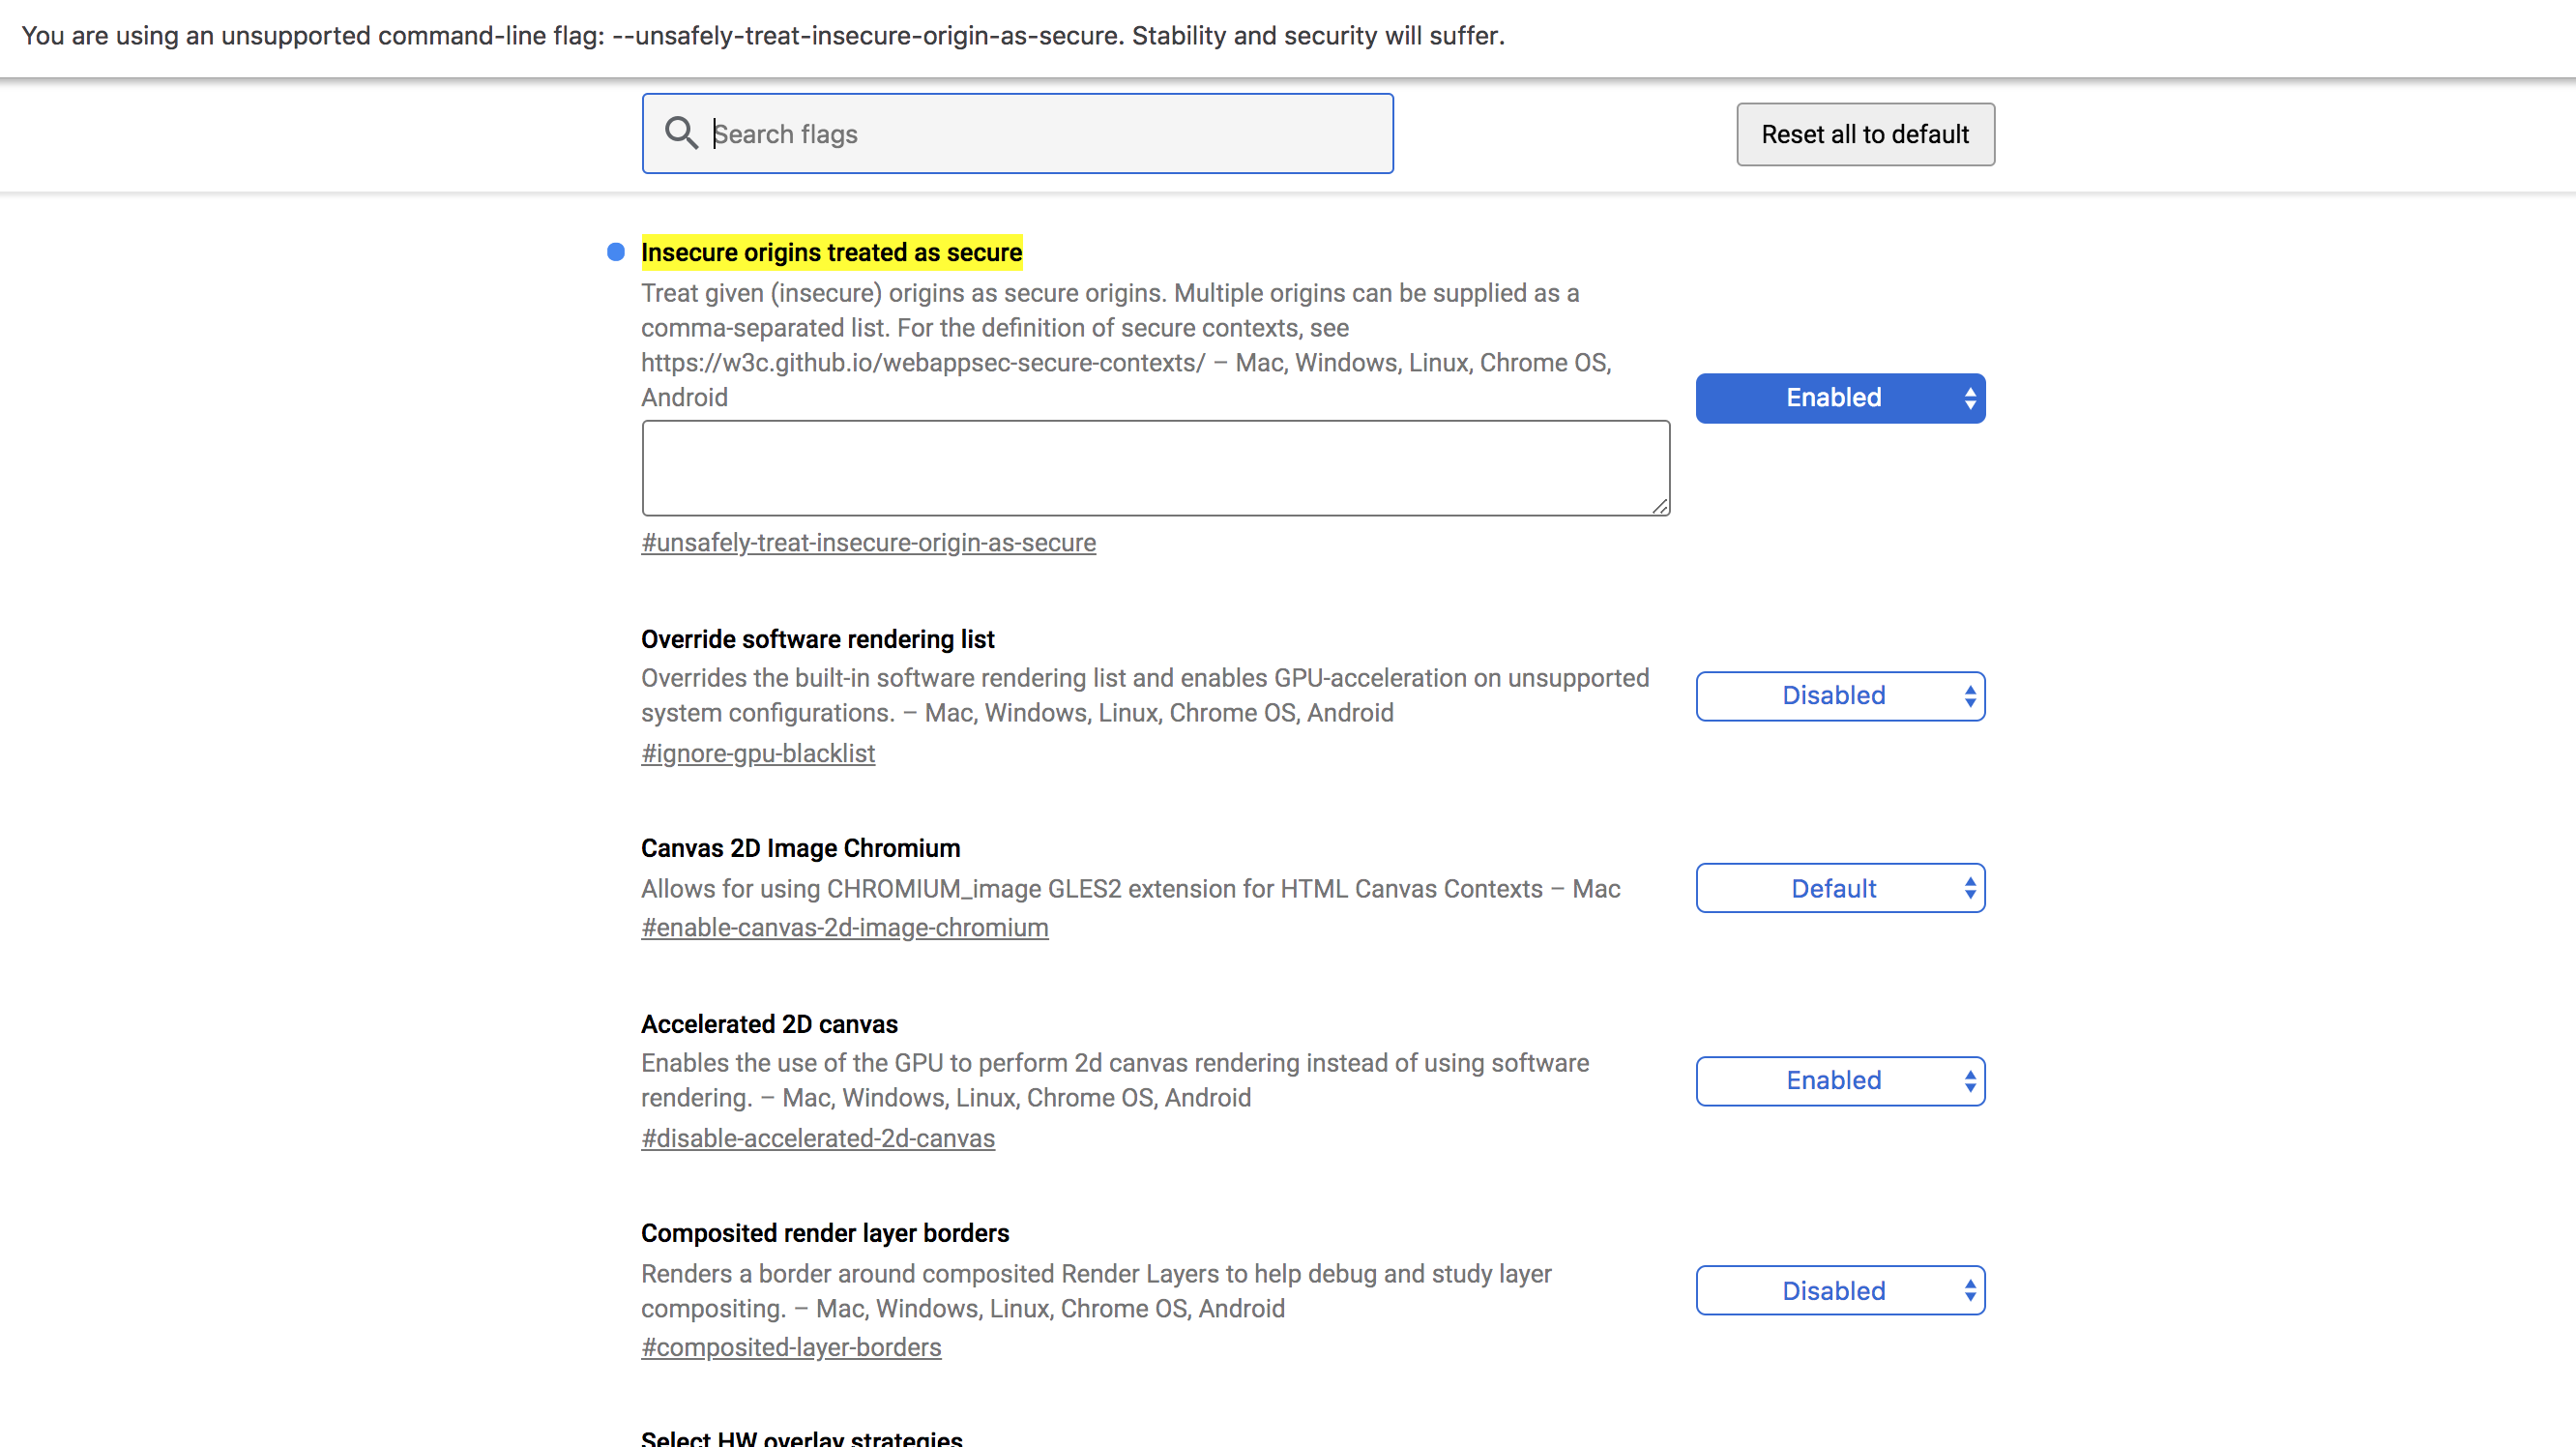 You are using an unsupported command-line flag: --unsafely-treat-insecure-origin-as-secure. Stability and security will suffer.
Search flags
Reset all to default
Insecure origins treated as secure
Treat given (insecure) origins as secure origins. Multiple origins can be supplied as a
comma-separated list. For the definition of secure contexts, see
https://w3c.github.io/webappsec-secure-contexts/ – Mac, Windows, Linux, Chrome OS,
Android
Enabled
#unsafely-treat-insecure-origin-as-secure
Override software rendering list
Overrides the built-in software rendering list and enables GPU-acceleration on unsupported
system configurations. – Mac, Windows, Linux, Chrome OS, Android
Disabled
#ignore-gpu-blacklist
Canvas 2D Image Chromium
Allows for using CHROMIUM_image GLES2 extension for HTML Canvas Contexts – Mac
Default
#enable-canvas-2d-image-chromium
Accelerated 2D canvas
Enables the use of the GPU to perform 2d canvas rendering instead of using software
rendering. – Mac, Windows, Linux, Chrome OS, Android
Enabled
#disable-accelerated-2d-canvas
Composited render layer borders
Renders a border around composited Render Layers to help debug and study layer
compositing. – Mac, Windows, Linux, Chrome OS, Android
Disabled
#composited-layer-borders
Select HW overlay strategies